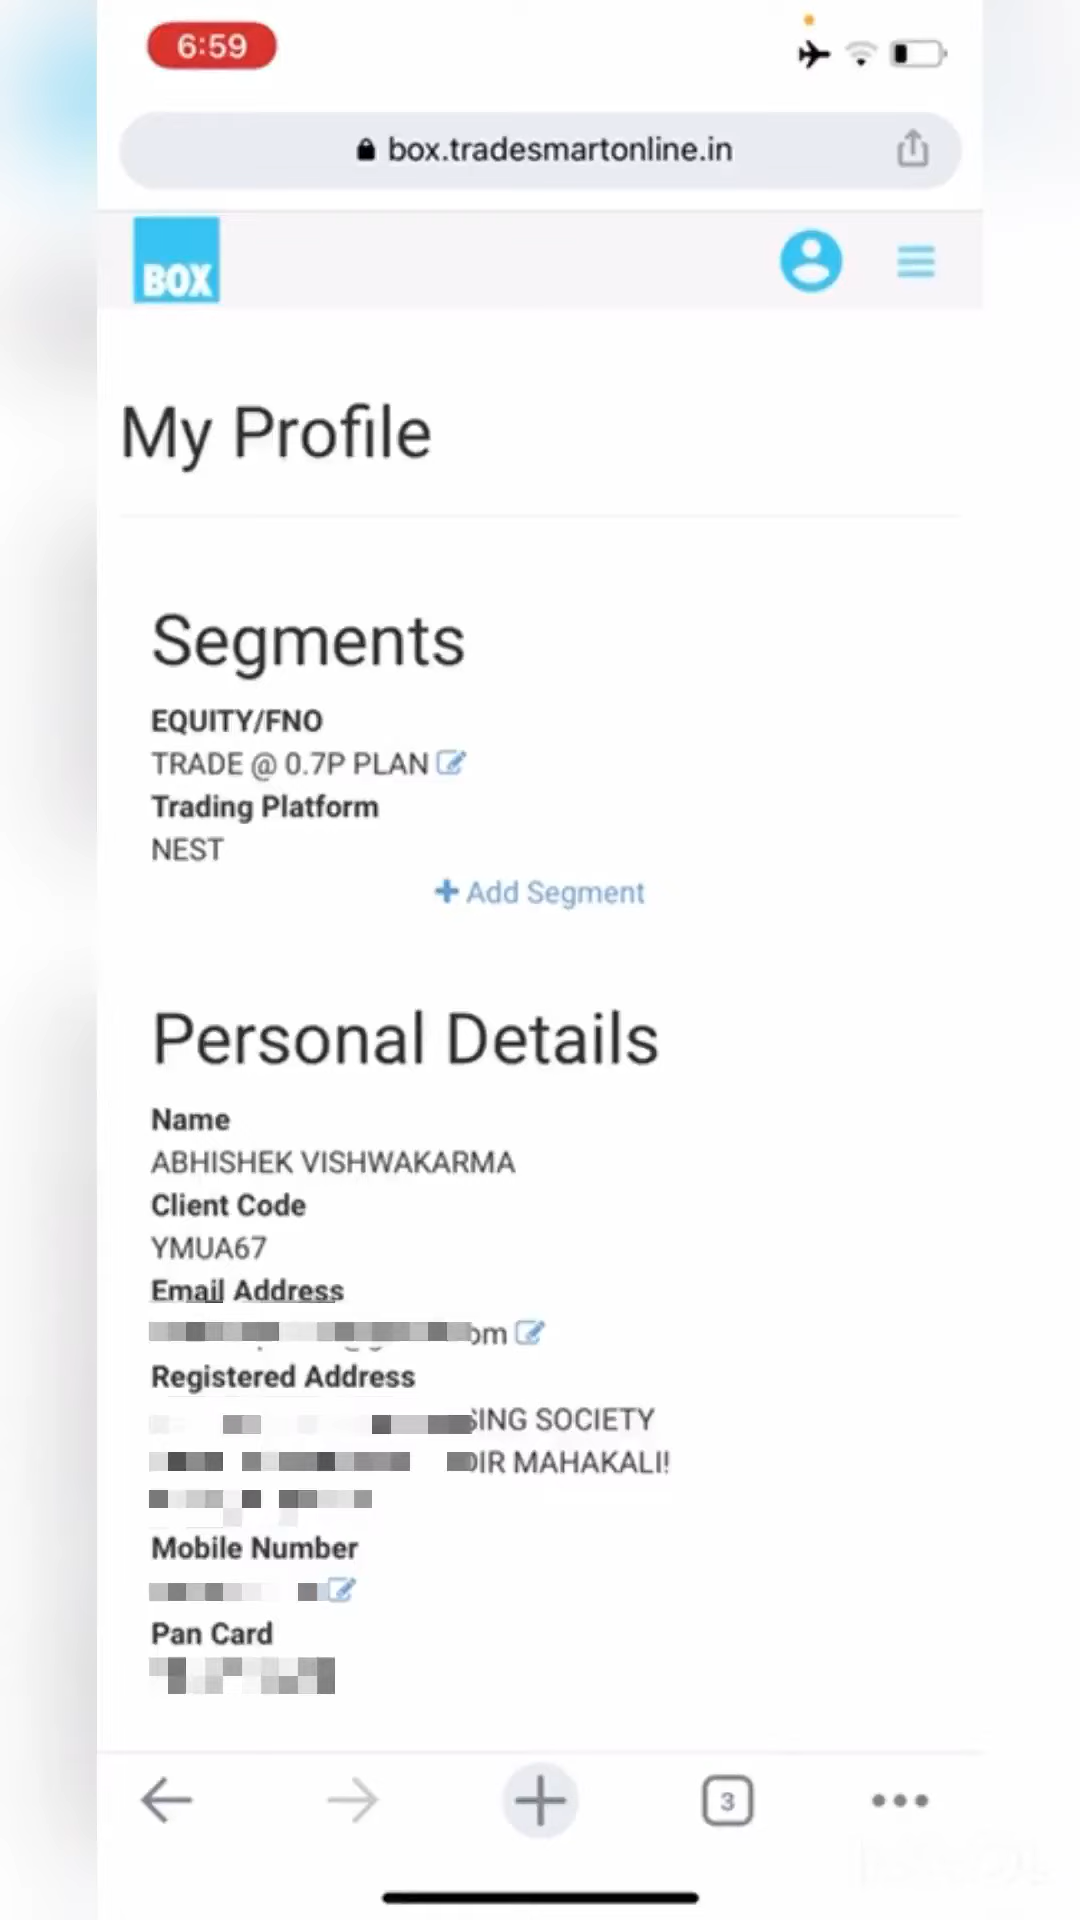 6:59
box.tradesmartonline.in
BOX
My Profile
Segments
EQUITY/FNO
TRADE @ 0.7P PLAN
Trading Platform
NEST
+ Add Segment
Personal Details
Name
ABHISHEK VISHWAKARMA
Client Code
YMUA67
Email Address
om
Registered Address
SING SOCIETY
DIR MAHAKALI!
Mobile Number
Pan Card
3